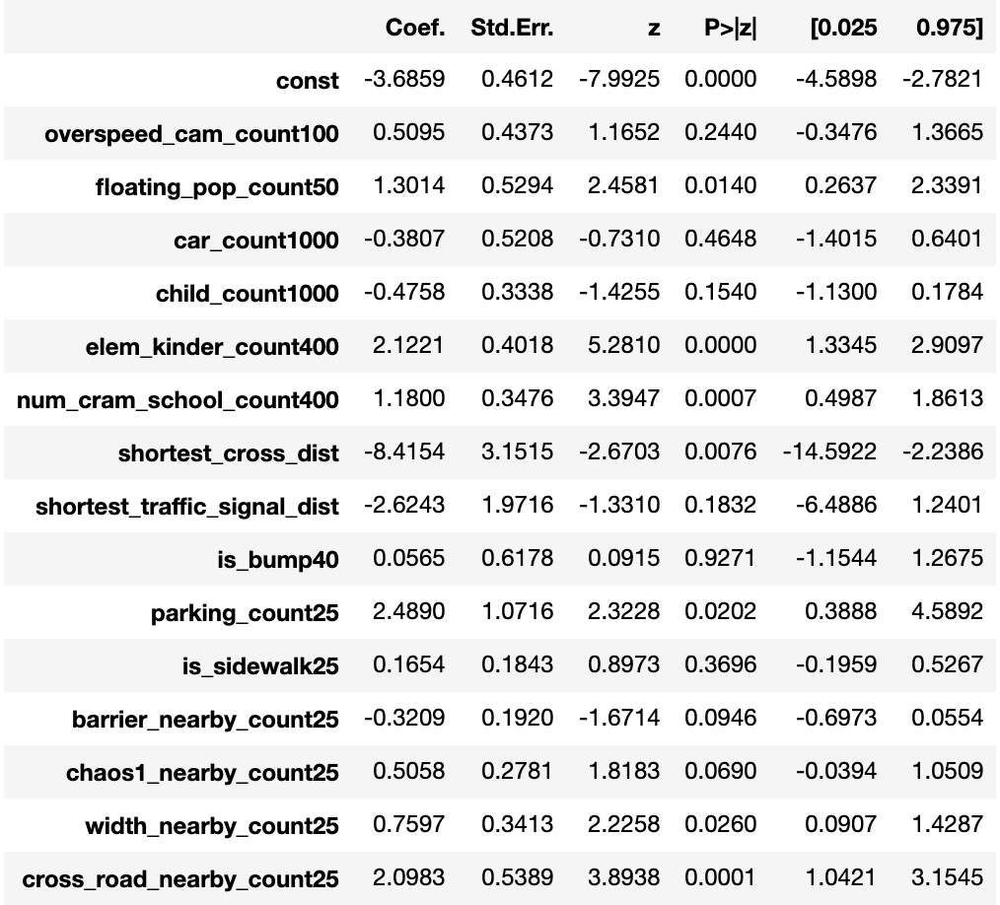 Coef. Std.Err. z P>|z| [0.025 0.975]
const -3.6859 0.4612 -7.9925 0.0000 -4.5898 -2.7821
overspeed_cam_count100 0.5095 0.4373 1.1652 0.2440 -0.3476 1.3665
floating_pop_count50 1.3014 0.5294 2.4581 0.0140 0.2637 2.3391
car_count1000 -0.3807 0.5208 -0.7310 0.4648 -1.4015 0.6401
child_count1000 -0.4758 0.3338 -1.4255 0.1540 -1.1300 0.1784
elem_kinder_count400 2.1221 0.4018 5.2810 0.0000 1.3345 2.9097
num_cram_school_count400 1.1800 0.3476 3.3947 0.0007 0.4987 1.8613
shortest_cross_dist -8.4154 3.1515 -2.6703 0.0076 -14.5922 -2.2386
shortest_traffic_signal_dist -2.6243 1.9716 -1.3310 0.1832 -6.4886 1.2401
is_bump40 0.0565 0.6178 0.0915 0.9271 -1.1544 1.2675
parking_count25 2.4890 1.0716 2.3228 0.0202 0.3888 4.5892
is_sidewalk25 0.1654 0.1843 0.8973 0.3696 -0.1959 0.5267
barrier_nearby_count25 -0.3209 0.1920 -1.6714 0.0946 -0.6973 0.0554
chaos1_nearby_count25 0.5058 0.2781 1.8183 0.0690 -0.0394 1.0509
width_nearby_count25 0.7597 0.3413 2.2258 0.0260 0.0907 1.4287
cross_road_nearby_count25 2.0983 0.5389 3.8938 0.0001 1.0421 3.1545